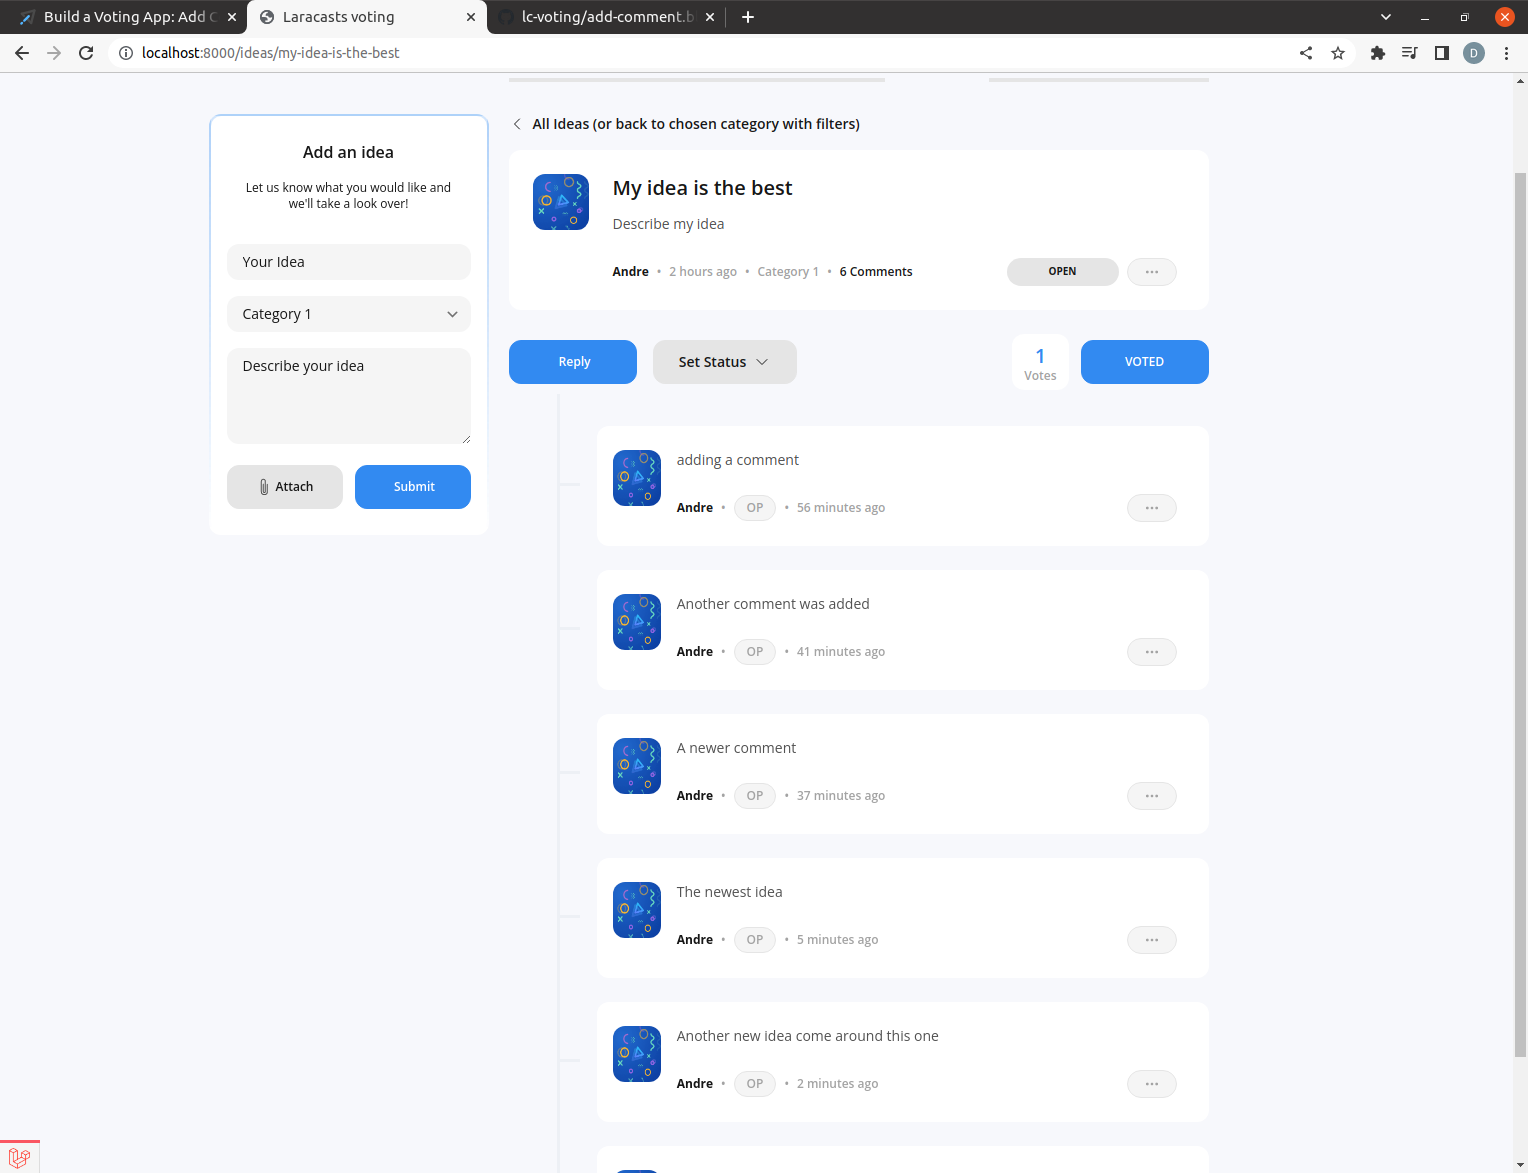 Build a Voting App: Add C
Laracasts voting
lc-voting/add-comment.b
localhost:8000/ideas/my-idea-is-the-best
D
All Ideas (or back to chosen category with filters)
Add an idea
Let us know what you would like and
we'll take a look over!
Your Idea
Category 1
Describe your idea
Attach
Submit
My idea is the best
Describe my idea
Andre • 2 hours ago • Category 1 • 6 Comments
OPEN
Reply
Set Status
1
Votes
VOTED
adding a comment
Andre • OP • 56 minutes ago
Another comment was added
Andre • OP • 41 minutes ago
A newer comment
Andre • OP • 37 minutes ago
The newest idea
Andre • OP • 5 minutes ago
Another new idea come around this one
Andre • OP • 2 minutes ago